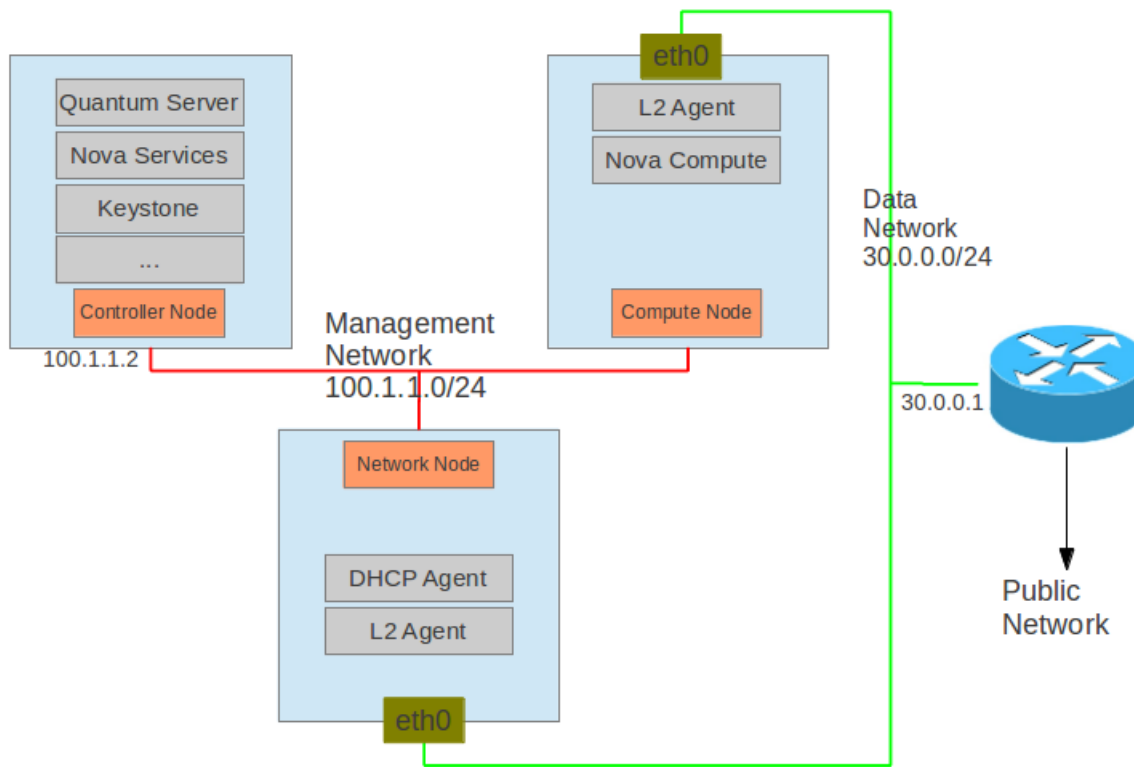 Quantum Server
Nova Services
Keystone
...
Controller Node
100.1.1.2
eth0
L2 Agent
Nova Compute
Compute Node
Management
Network
100.1.1.0/24
Data
Network
30.0.0.0/24
30.0.0.1
Network Node
DHCP Agent
L2 Agent
eth0
Public
Network